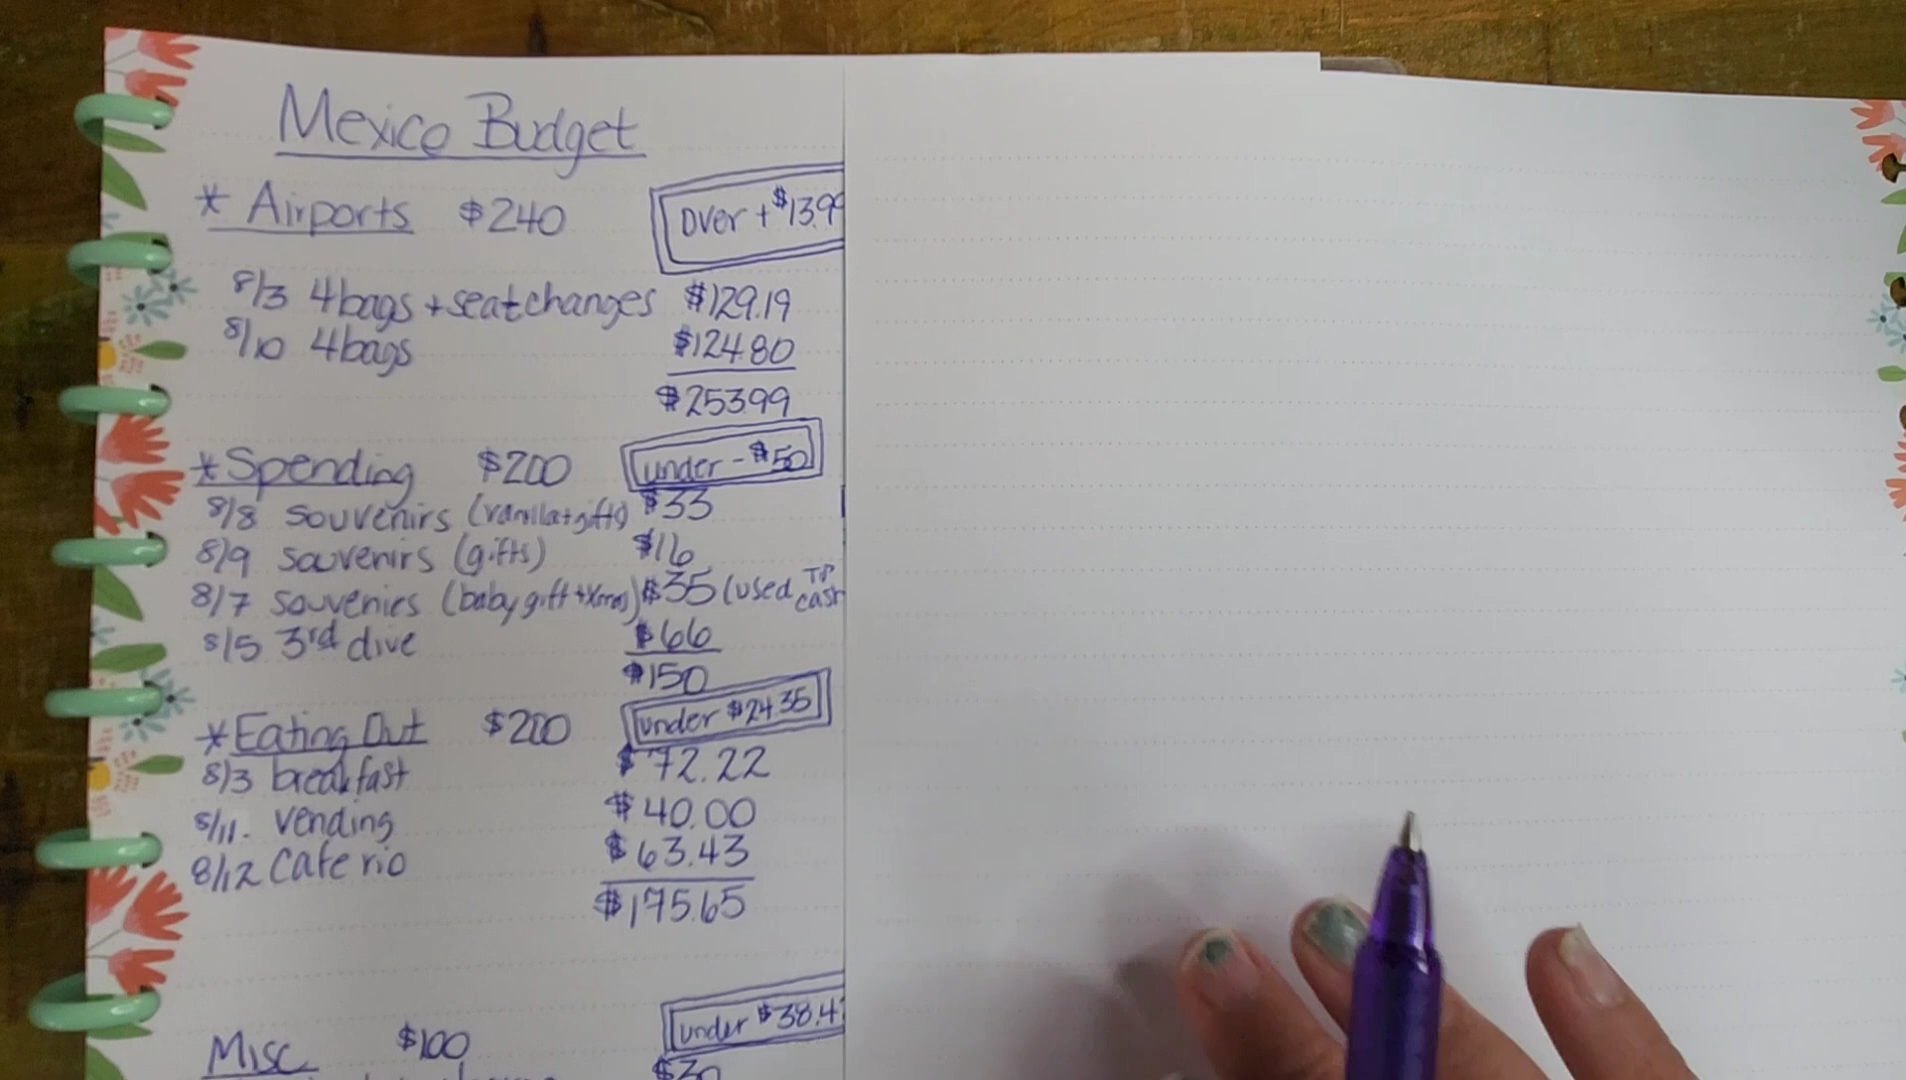 Mexico Budget
* Airports $240 over + $13.99
8/3 4 bags + seat changes $129.19
8/10 4 bags $124.80
$253.99
* Spending $200 under - $50
8/8 souvenirs (vanilla + gifts) $33
8/9 souvenirs (gifts) $16
8/7 souvenirs (baby gift + Xmas) $35 (used TP cash
8/5 3rd dive $66
$150
* Eating Out $200 under $24.35
8/3 breakfast $72.22
8/11 - vending $40.00
8/12 Cafe rio $63.43
$175.65
Misc $100 under $38.4
$30